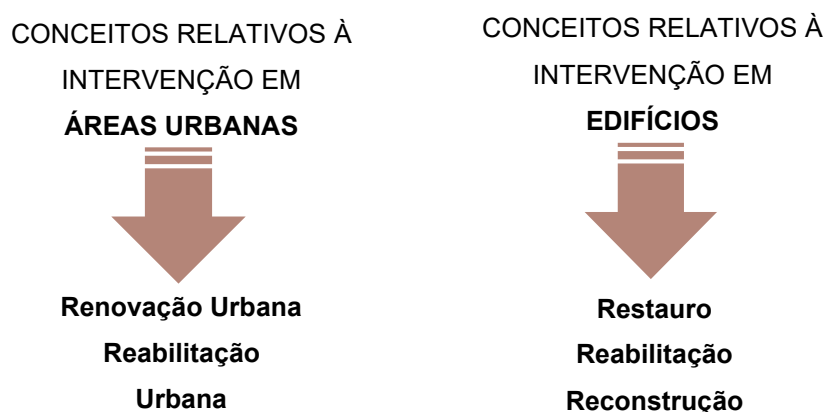 CONCEITOS RELATIVOS À
INTERVENÇÃO EM
ÁREAS URBANAS
Renovação Urbana
Reabilitação
Urbana
CONCEITOS RELATIVOS À
INTERVENÇÃO EM
EDIFÍCIOS
Restauro
Reabilitação
Reconstrução